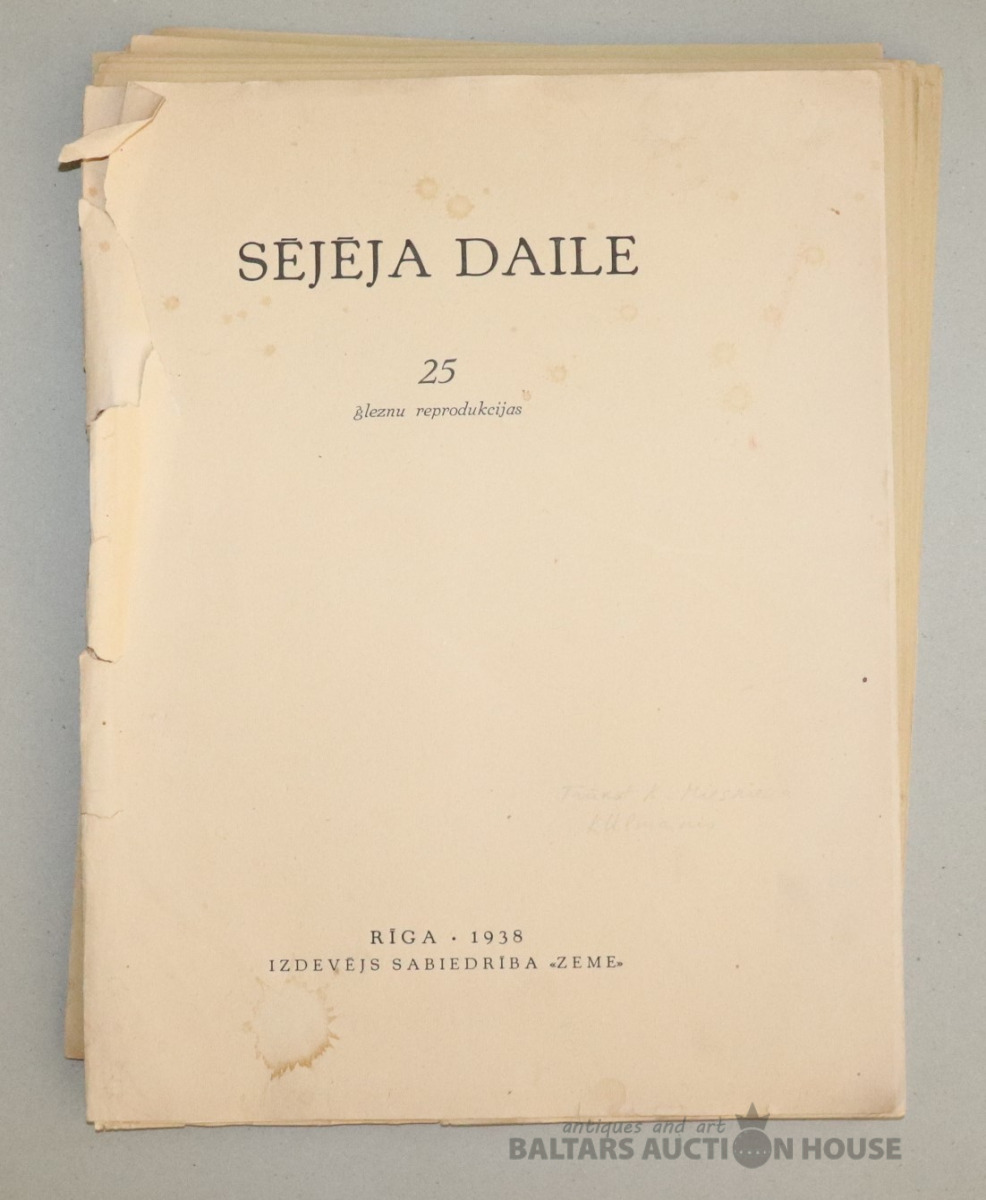 SĒJĒJA DAILE
25
gleznu reprodukcijas
RĪGA · 1938
IZDEVĒJS SABIEDRĪBA «ZEME»
antiques and art
BALTARS AUCTION HOUSE